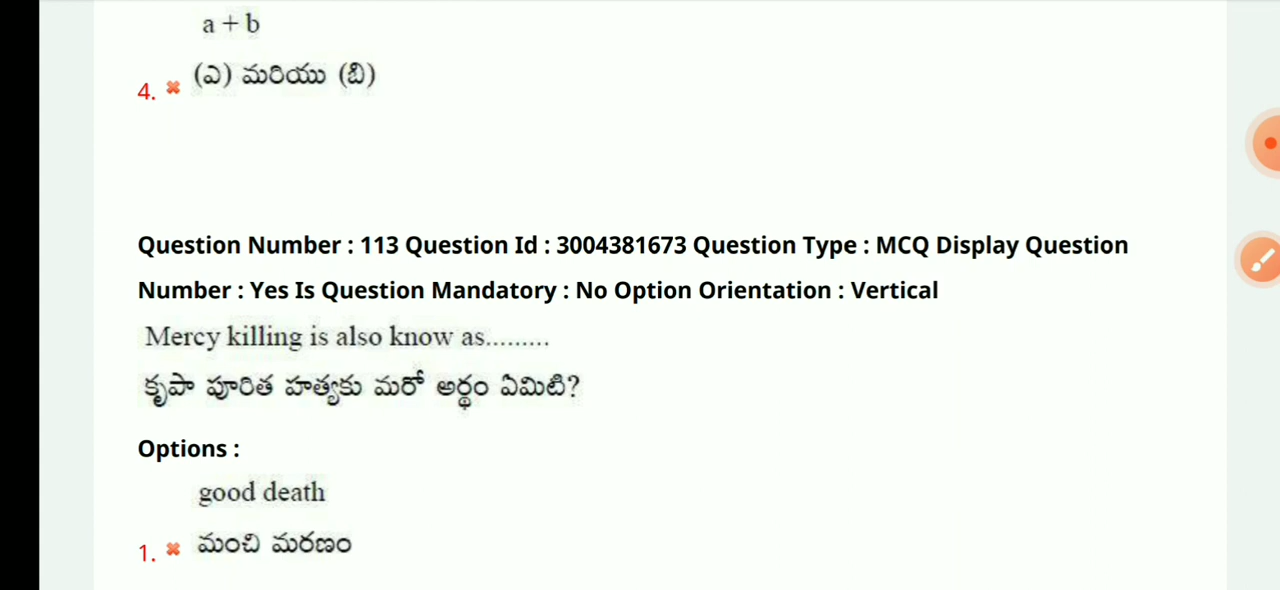 a + b
4. (ఎ) మరియు (బి)
Question Number : 113 Question Id : 3004381673 Question Type : MCQ Display Question
Number : Yes Is Question Mandatory : No Option Orientation : Vertical
Mercy killing is also know as.........
కృపా పూరిత హత్యకు మరో అర్థం ఏమిటి?
Options :
good death
1. మంచి మరణం